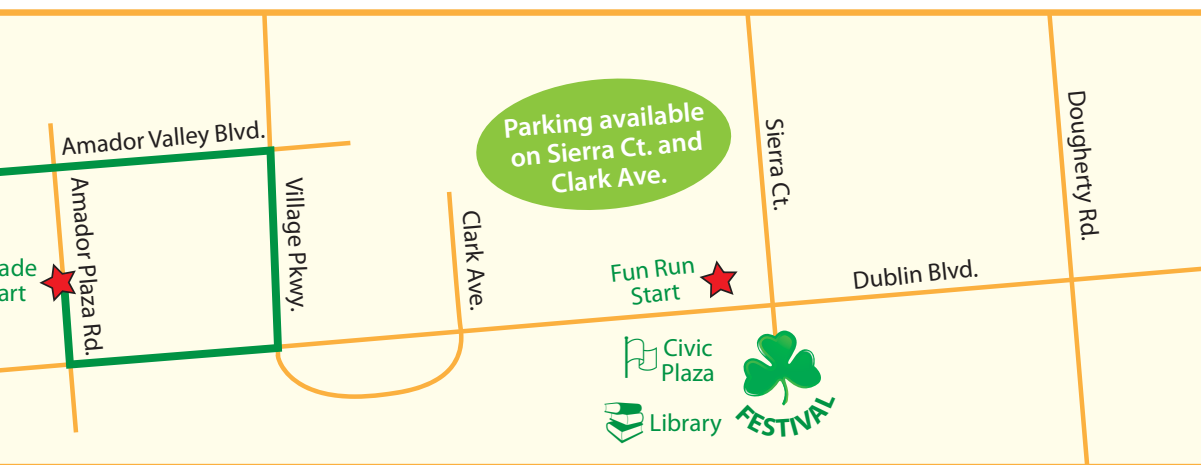 Amador Valley Blvd.
Parking available
on Sierra Ct. and
Clark Ave.
Sierra Ct.
Dougherty Rd.
Amador Plaza Rd.
Village Pkwy.
Clark Ave.
ade
art
Fun Run
Start
Dublin Blvd.
Civic
Plaza
Library
FESTIVAL